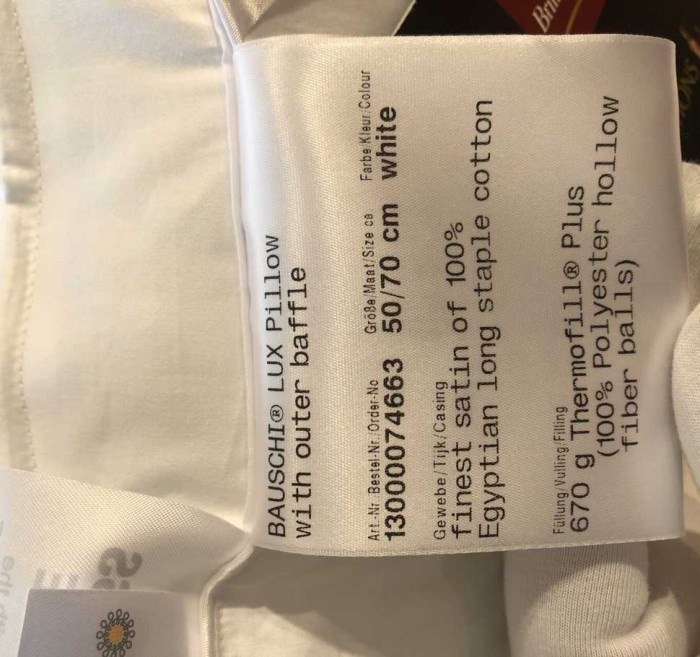 BAUSCHI® LUX Pillow
with outer baffle
Art.-Nr./Bestel-Nr./Order-No Größe/Maat/Size ca Farbe/Kleur/Colour
13000074663 50/70 cm white
Gewebe/Tijk/Casing
finest satin of 100%
Egyptian long staple cotton
Füllung/Vulling/Filling
670 g Thermofill® Plus
(100% Polyester hollow
fiber balls)